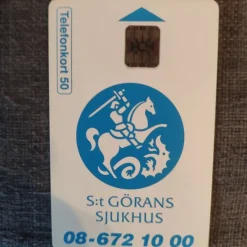 Telefonkort 50
S:t GÖRANS
SJUKHUS
08-672 10 00